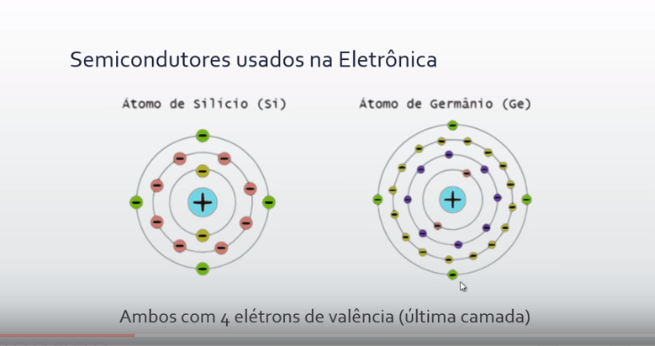 Semicondutores usados na Eletrônica
Átomo de Silício (Si)
Átomo de Germânio (Ge)
+
+
Ambos com 4 elétrons de valência (última camada)